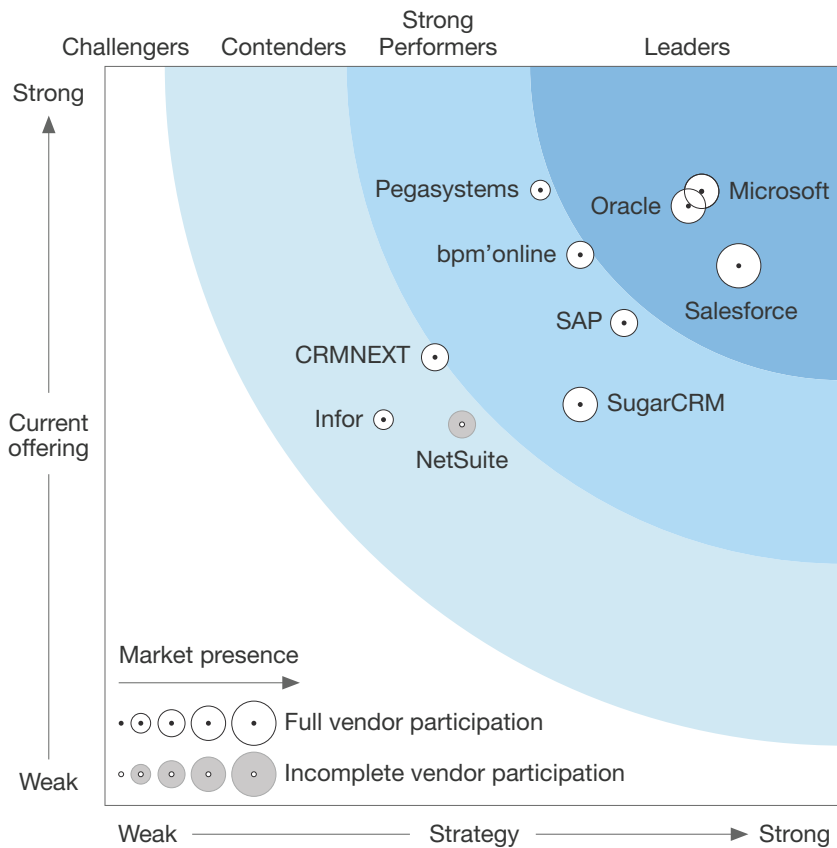 Strong
Challengers Contenders Performers Leaders
Strong
Pegasystems
Microsoft
Oracle
bpm’online
Salesforce
SAP
CRMNEXT
SugarCRM
Infor
Current
offering
NetSuite
Market presence
Full vendor participation
Incomplete vendor participation
Weak
Weak Strategy Strong